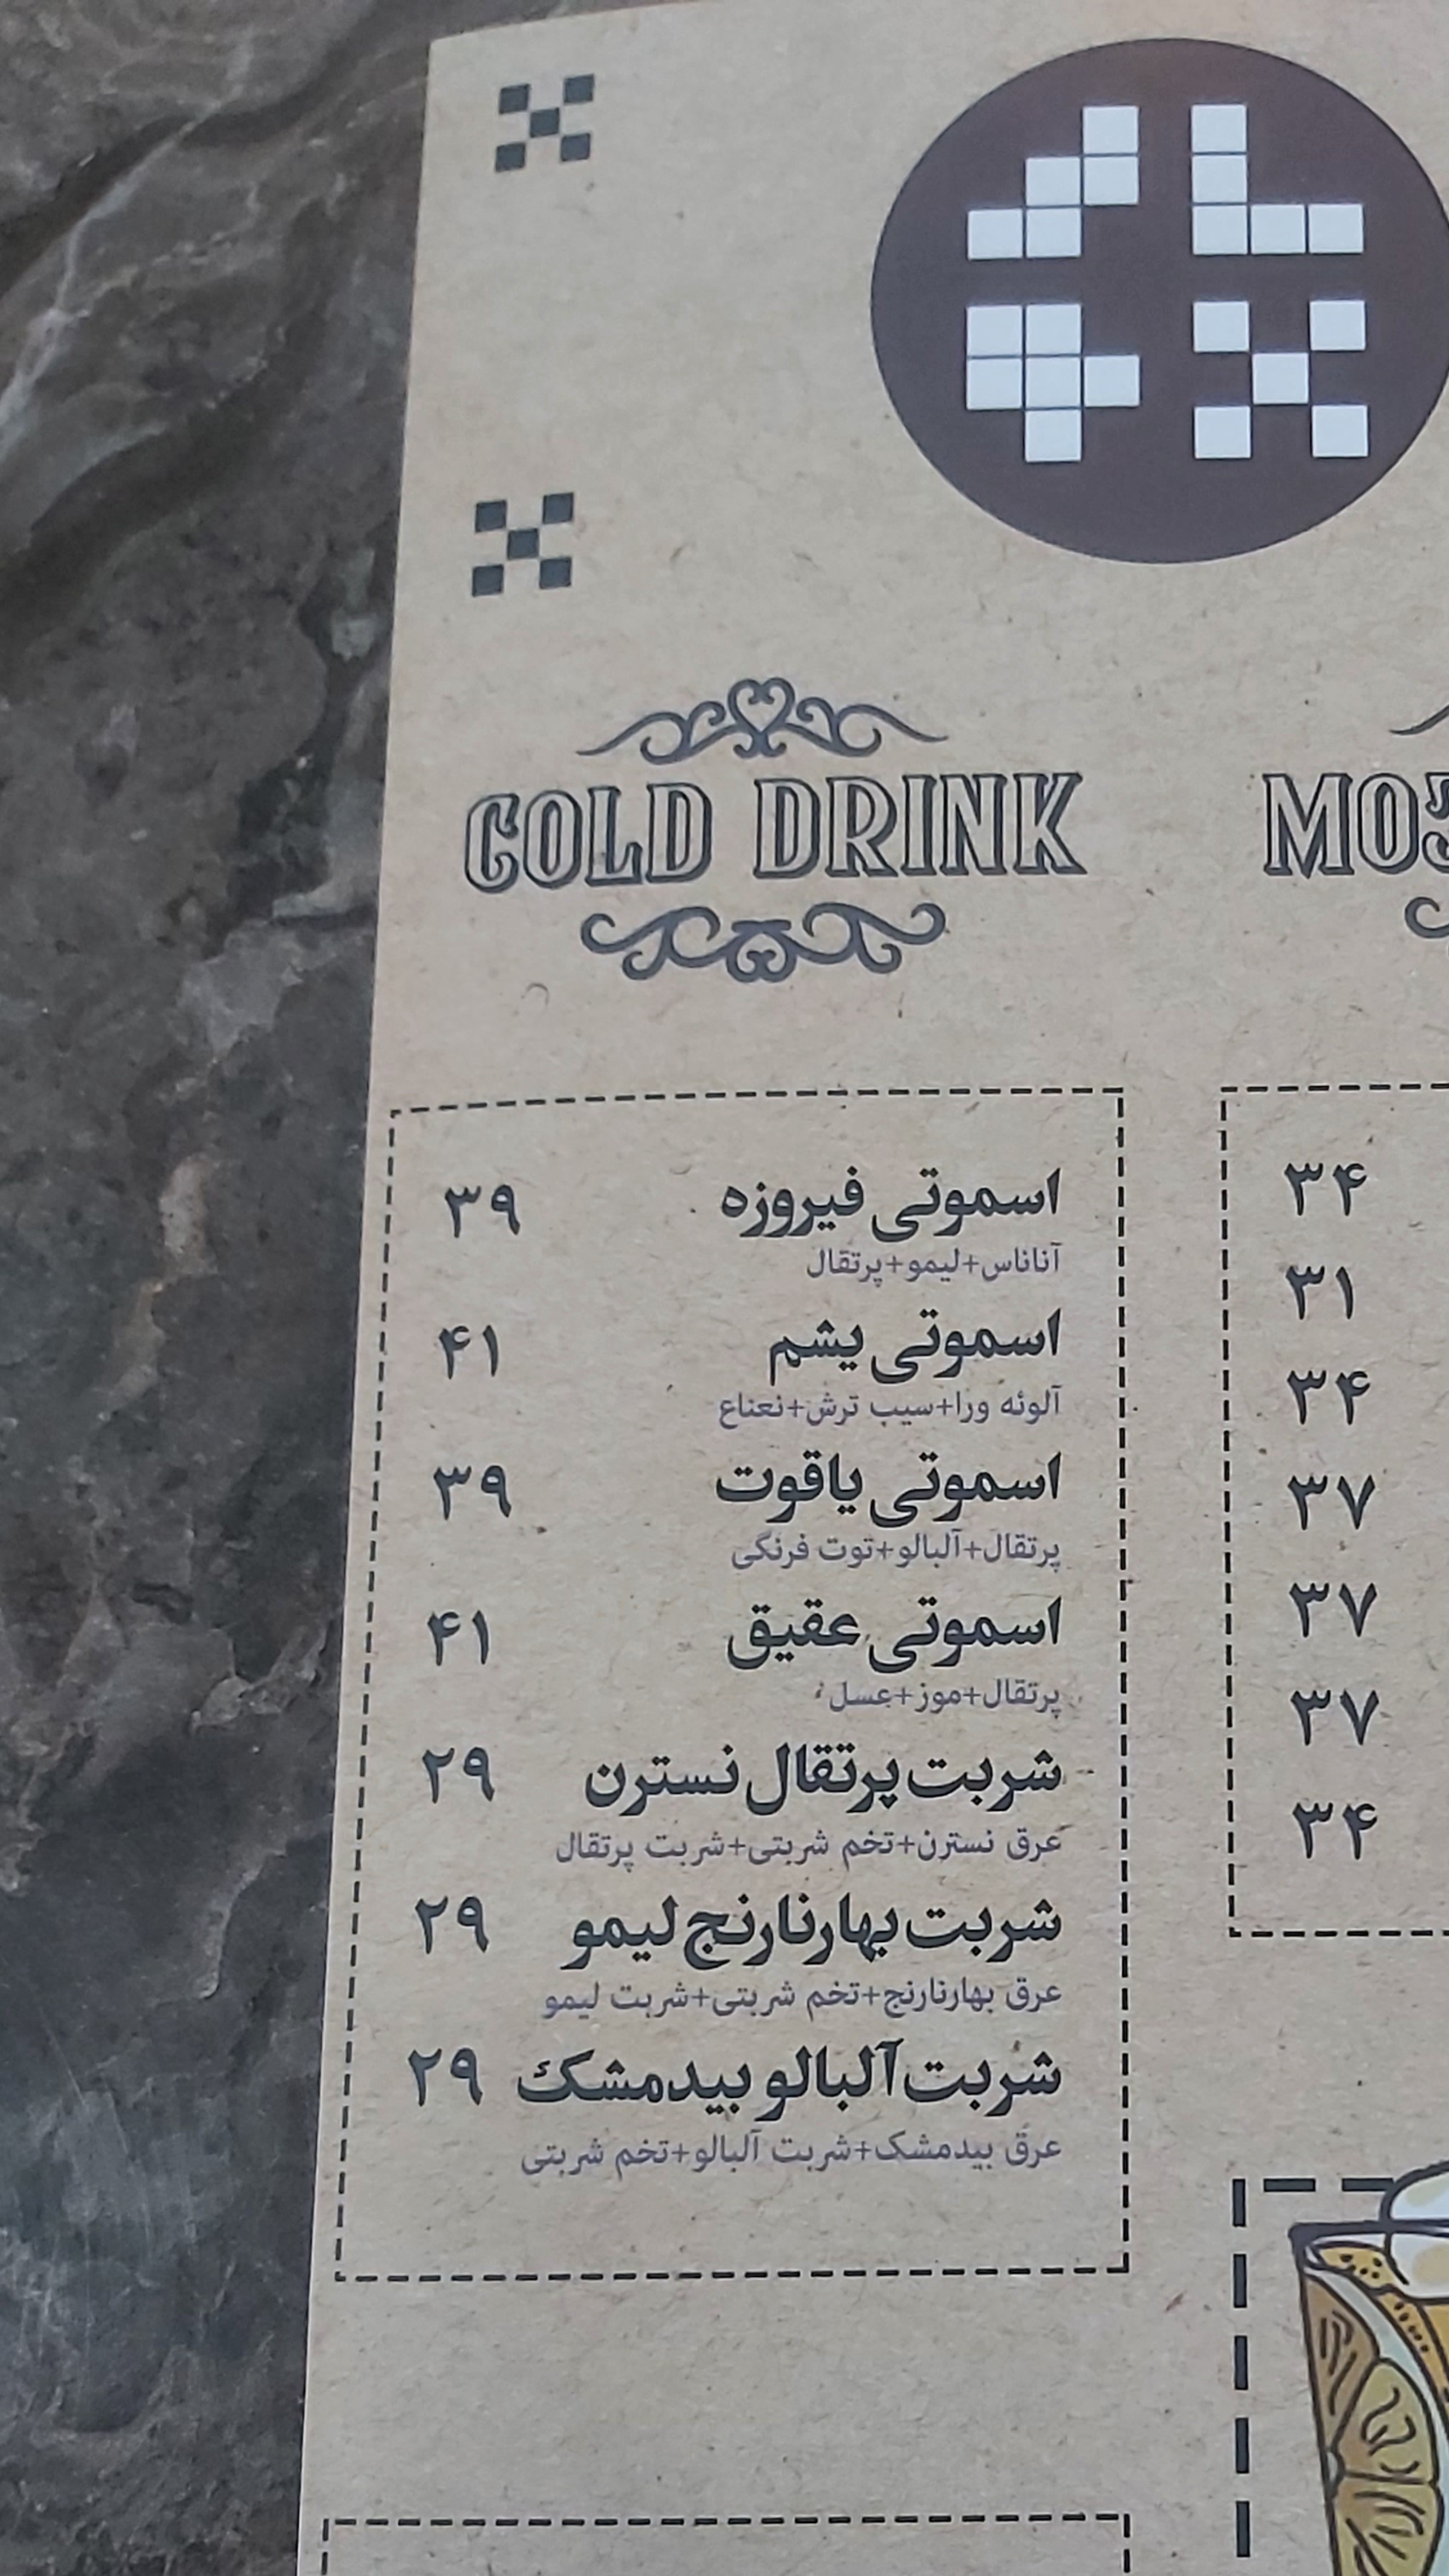 COLD DRINK
اسموتی فیروزه ۳۹
آناناس+لیمو+پرتقال
اسموتی یشم ۴۱
آلوئه ورا+سیب ترش+نعناع
اسموتی یاقوت ۳۹
پرتقال+آلبالو+توت فرنگی
اسموتی عقیق ۴۱
پرتقال+موز+عسل
شربت پرتقال نسترن ۲۹
عرق نسترن+تخم شربتی+شربت پرتقال
شربت بهارنارنج لیمو ۲۹
عرق بهارنارنج+تخم شربتی+شربت لیمو
شربت آلبالو بیدمشک ۲۹
عرق بیدمشک+شربت آلبالو+تخم شربتی
۳۴
۳۱
۳۴
۳۷
۳۷
۳۷
۳۴